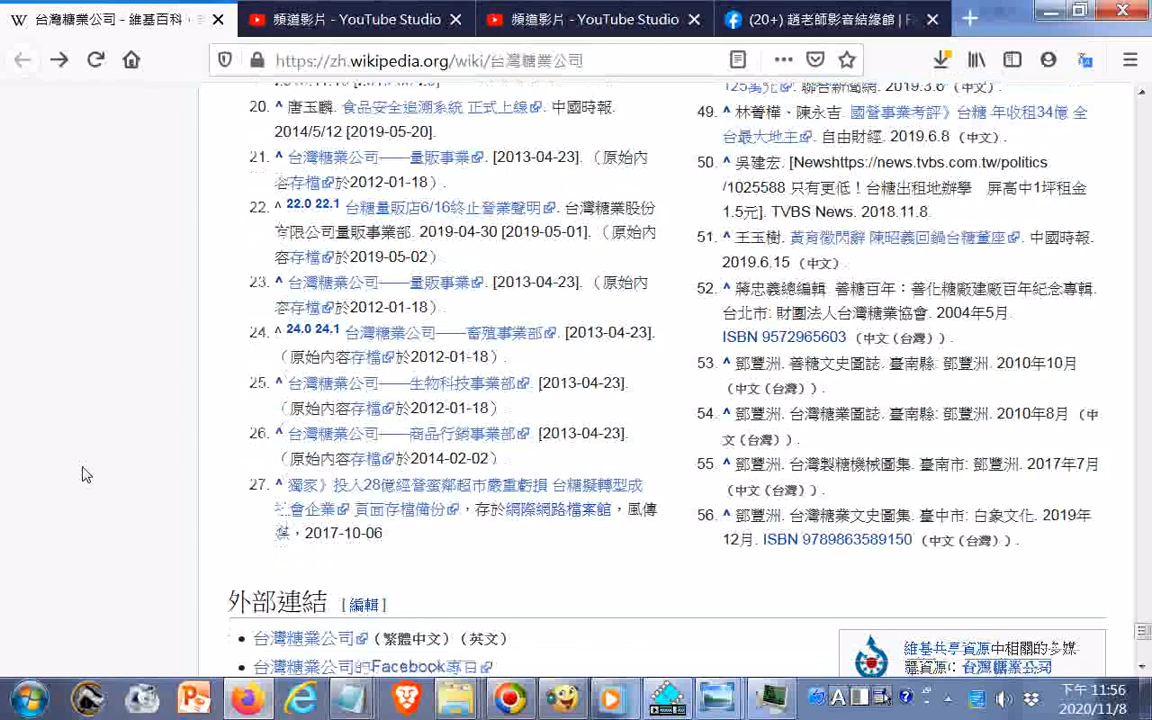 台灣糖業公司 - 維基百科
頻道影片 - YouTube Studio
頻道影片 - YouTube Studio
(20+) 趙老師影音結緣館 | F
https://zh.wikipedia.org/wiki/台灣糖業公司
20. ^ 唐玉麟. 食品安全追溯系統 正式上線. 中國時報.
2014/5/12 [2019-05-20].
21. ^ 台灣糖業公司——量販事業. [2013-04-23]. （原始內
容存檔於2012-01-18）.
22. ^ 22.0 22.1 台糖量販店6/16終止營業聲明. 台灣糖業股份
有限公司量販事業部. 2019-04-30 [2019-05-01]. （原始內
容存檔於2019-05-02）.
23. ^ 台灣糖業公司——量販事業. [2013-04-23]. （原始內
容存檔於2012-01-18）.
24. ^ 24.0 24.1 台灣糖業公司——畜殖事業部. [2013-04-23].
（原始內容存檔於2012-01-18）.
25. ^ 台灣糖業公司——生物科技事業部. [2013-04-23].
（原始內容存檔於2012-01-18）.
26. ^ 台灣糖業公司——商品行銷事業部. [2013-04-23].
（原始內容存檔於2014-02-02）.
27. ^ 獨家》投入28億經營蜜鄰超市嚴重虧損 台糖擬轉型成
社會企業 頁面存檔備份，存於網際網路檔案館，風傳
媒，2017-10-06
125萬元. 聯合新聞網. 2019.3.6（中文）.
49. ^ 林菁樺、陳永吉. 國營事業考評》台糖 年收租34億 全
台最大地主. 自由財經. 2019.6.8（中文）.
50. ^ 吳建宏. [Newshttps://news.tvbs.com.tw/politics
/1025588 只有更低！台糖出租地辦學　屏高中1坪租金
1.5元]. TVBS News. 2018.11.8.
51. ^ 王玉樹. 黃育徵閃辭 陳昭義回鍋台糖董座. 中國時報.
2019.6.15（中文）.
52. ^ 蔣忠義總編輯. 善糖百年：善化糖廠建廠百年紀念專輯.
台北市: 財團法人台灣糖業協會. 2004年5月.
ISBN 9572965603（中文（台灣））.
53. ^ 鄧豐洲. 善糖文史圖誌. 臺南縣: 鄧豐洲. 2010年10月
（中文（台灣））.
54. ^ 鄧豐洲. 台灣糖業圖誌. 臺南縣: 鄧豐洲. 2010年8月（中
文（台灣））.
55. ^ 鄧豐洲. 台灣製糖機械圖集. 臺南市: 鄧豐洲. 2017年7月
（中文（台灣））.
56. ^ 鄧豐洲. 台灣糖業文史圖集. 臺中市: 白象文化. 2019年
12月. ISBN 9789863589150（中文（台灣））.
外部連結 [編輯]
台灣糖業公司（繁體中文）（英文）
台灣糖業公司的Facebook專頁
維基共享資源中相關的多媒
體資源：台灣糖業公司
下午 11:56
2020/11/8